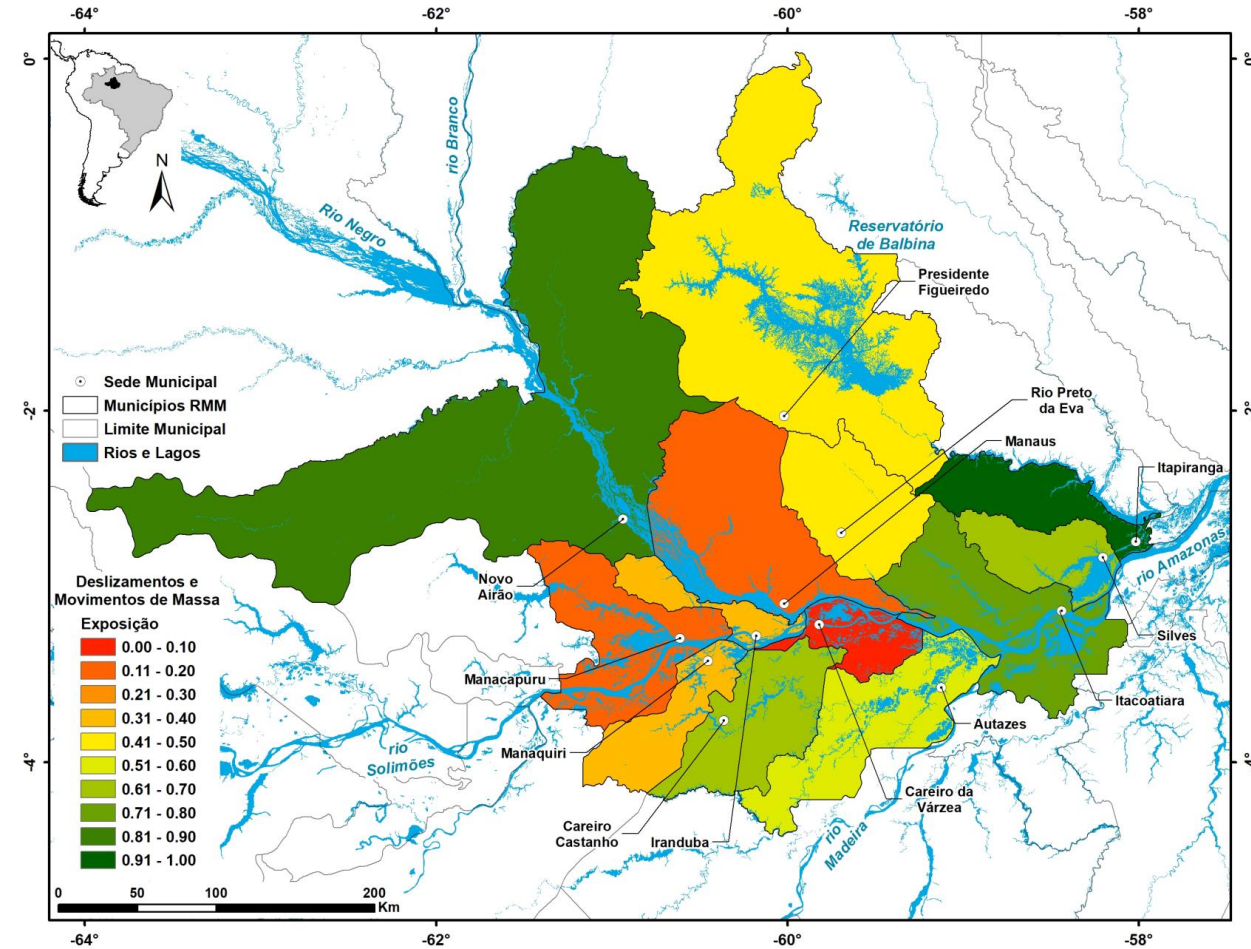 -64°
-62°
-60°
-58°
0°
0°
N
rio Branco
Rio Negro
Reservatório
de Balbina
Presidente
Figueiredo
Sede Municipal
Municípios RMM
Limite Municipal
Rios e Lagos
-2°
-2°
Rio Preto
da Eva
Manaus
Itapiranga
rio Amazonas
Novo
Airão
Silves
Manacapuru
Itacoatiara
Autazes
Manaquiri
rio
Solimões
-4°
-4°
Careiro da
Várzea
Careiro
Castanho
Iranduba
rio
Madeira
Deslizamentos e
Movimentos de Massa
Exposição
0.00 - 0.10
0.11 - 0.20
0.21 - 0.30
0.31 - 0.40
0.41 - 0.50
0.51 - 0.60
0.61 - 0.70
0.71 - 0.80
0.81 - 0.90
0.91 - 1.00
0 50 100 200
Km
-64°
-62°
-60°
-58°